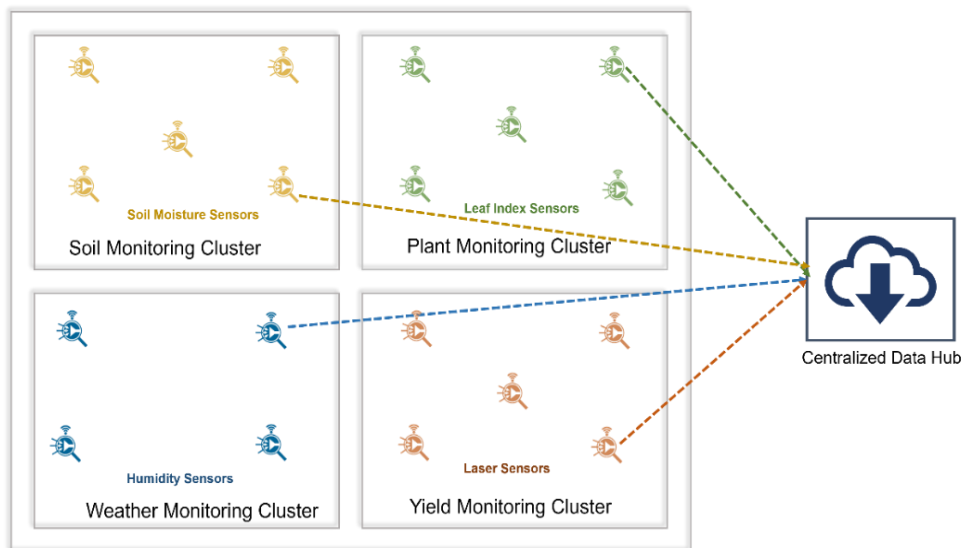 Soil Moisture Sensors
Soil Monitoring Cluster
Leaf Index Sensors
Plant Monitoring Cluster
Humidity Sensors
Weather Monitoring Cluster
Laser Sensors
Yield Monitoring Cluster
Centralized Data Hub